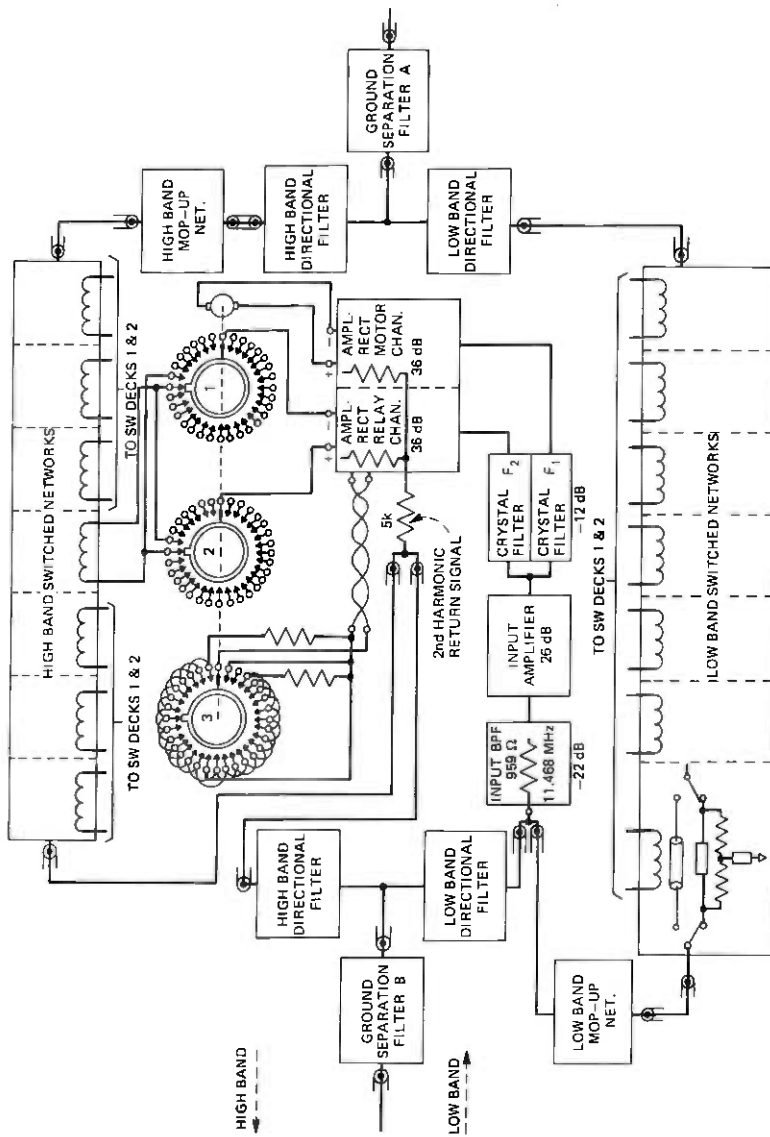 HIGH BAND
LOW BAND
GROUND
SEPARATION
FILTER B
HIGH BAND
DIRECTIONAL
FILTER
LOW BAND
DIRECTIONAL
FILTER
LOW BAND
MOP-UP
NET.
HIGH BAND SWITCHED NETWORKS
TO SW DECKS 1 & 2
TO SW DECKS 1 & 2
3
2
1
2nd HARMONIC
RETURN SIGNAL
5k
AMPL-
RECT
RELAY
CHAN.
36 dB
AMPL-
RECT
MOTOR
CHAN.
36 dB
+
-
+
-
INPUT BPF
959 Ω
11.468 MHz
-22 dB
INPUT
AMPLIFIER
26 dB
CRYSTAL
FILTER F2
CRYSTAL
FILTER F1
-12 dB
TO SW DECKS 1 & 2
LOW BAND SWITCHED NETWORKS
HIGH BAND
MOP-UP
NET.
HIGH BAND
DIRECTIONAL
FILTER
LOW BAND
DIRECTIONAL
FILTER
GROUND
SEPARATION
FILTER A